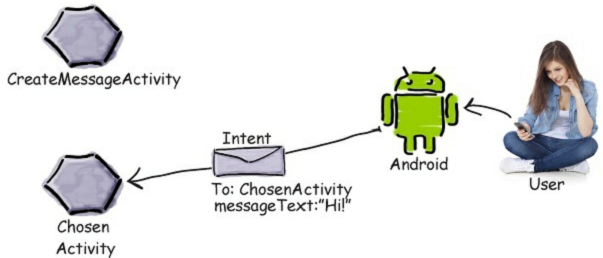 CreateMessageActivity
Intent
Android
User
To: ChosenActivity
messageText:"Hi!"
Chosen
Activity